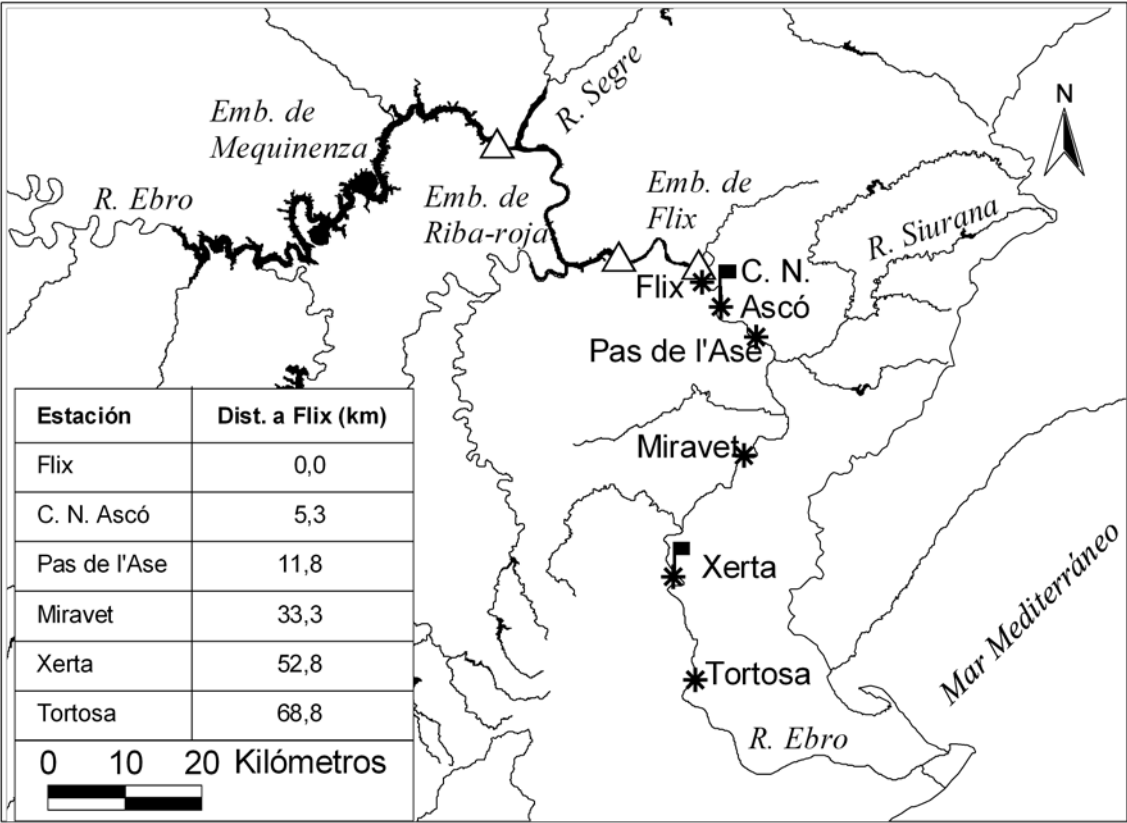 Emb. de
Mequinenza
R. Segre
N
R. Ebro
Emb. de
Riba-roja
Emb. de
Flix
R. Siurana
Flix
C. N.
Ascó
Pas de l'Ase
Miravet
Xerta
Tortosa
R. Ebro
Mar Mediterráneo
Estación Dist. a Flix (km)
Flix 0,0
C. N. Ascó 5,3
Pas de l'Ase 11,8
Miravet 33,3
Xerta 52,8
Tortosa 68,8
0 10 20 Kilómetros